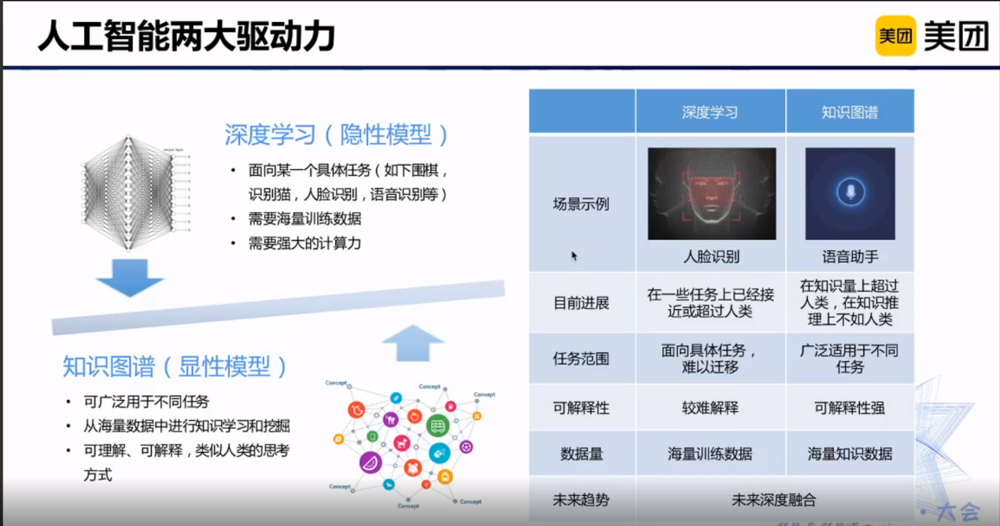 人工智能两大驱动力
美团 美团
深度学习（隐性模型）
• 面向某一个具体任务（如下围棋，
识别猫，人脸识别，语音识别等）
• 需要海量训练数据
• 需要强大的计算力
知识图谱（显性模型）
• 可广泛用于不同任务
• 从海量数据中进行知识学习和挖掘
• 可理解、可解释，类似人类的思考
方式
Concept
Concept
Concept
Concept
Concept
Concept
深度学习 知识图谱
场景示例
人脸识别 语音助手
目前进展
在一些任务上已经接
近或超过人类
在知识量上超过
人类，在知识推
理上不如人类
任务范围
面向具体任务，
难以迁移
广泛适用于不同
任务
可解释性 较难解释 可解释性强
数据量 海量训练数据 海量知识数据
未来趋势 未来深度融合
大会